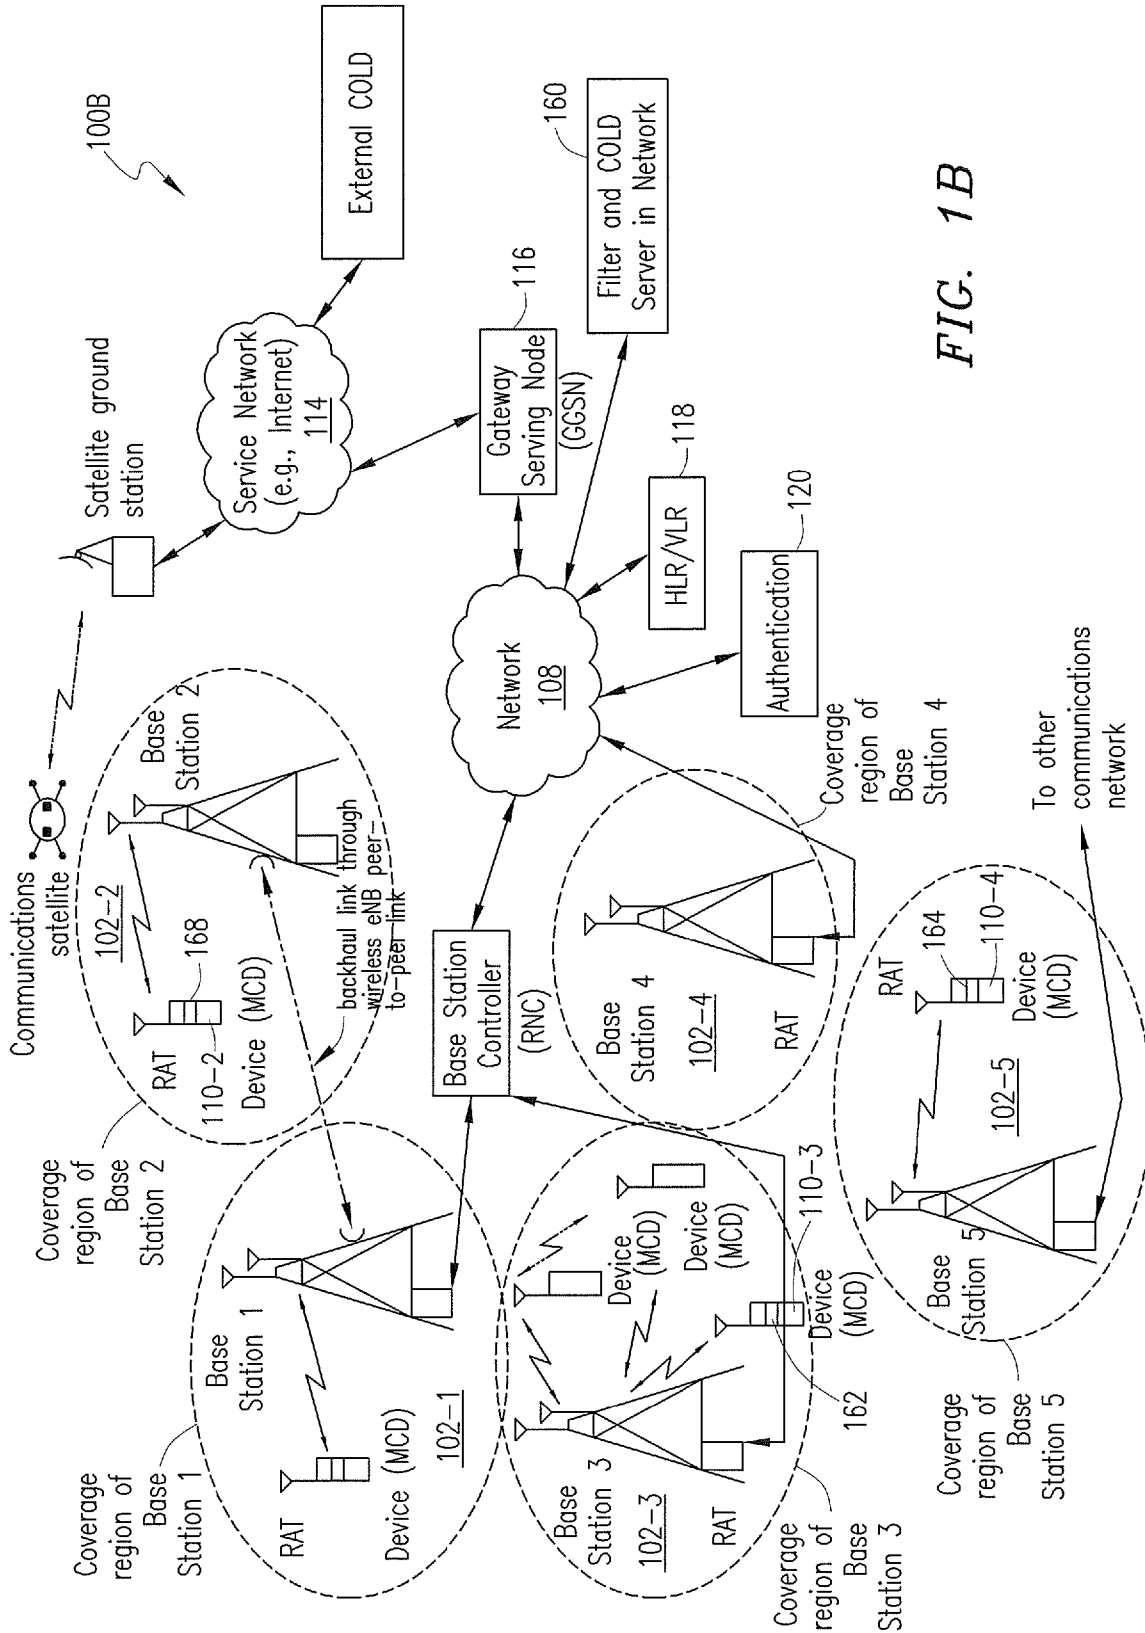 100B
Communications
satellite
Satellite ground
station
External COLD
Service Network
(e.g., Internet)
114
Coverage
region of
Base
Station 2
102-2
Base
Station 2
RAT
168
110-2
Device (MCD)
backhaul link through
wireless eNB peer–
to–peer link
Coverage
region of
Base
Station 1
Base
Station 1
RAT
Device (MCD)
102-1
Base Station
Controller
(RNC)
Network
108
Gateway
Serving Node
(GGSN)
116
Filter and COLD
Server in Network
160
HLR/VLR
118
Authentication
120
Base
Station 3
102-3
RAT
Device
(MCD)
Device
(MCD)
Device
(MCD)
110-3
162
Coverage
region of
Base
Station 3
Base
Station 4
102-4
RAT
Coverage
region of
Base
Station 4
RAT
164
110-4
Device
(MCD)
102-5
Base
Station 5
Coverage
region of
Base
Station 5
To other
communications
network
FIG. 1B